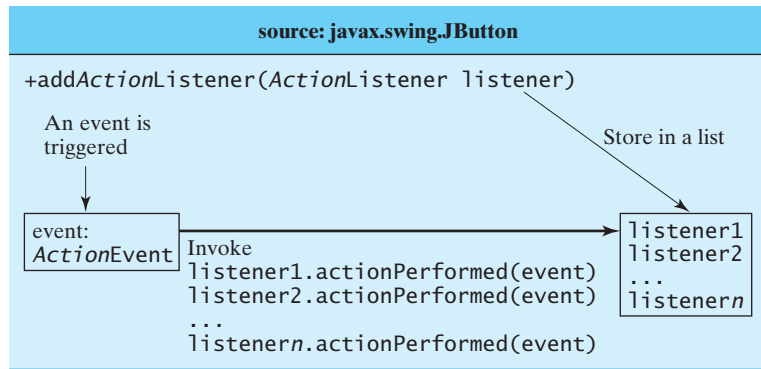 source: javax.swing.JButton
+addActionListener(ActionListener listener)
An event is
triggered
Store in a list
event:
ActionEvent
Invoke
listener1.actionPerformed(event)
listener2.actionPerformed(event)
...
listenern.actionPerformed(event)
listener1
listener2
...
listenern